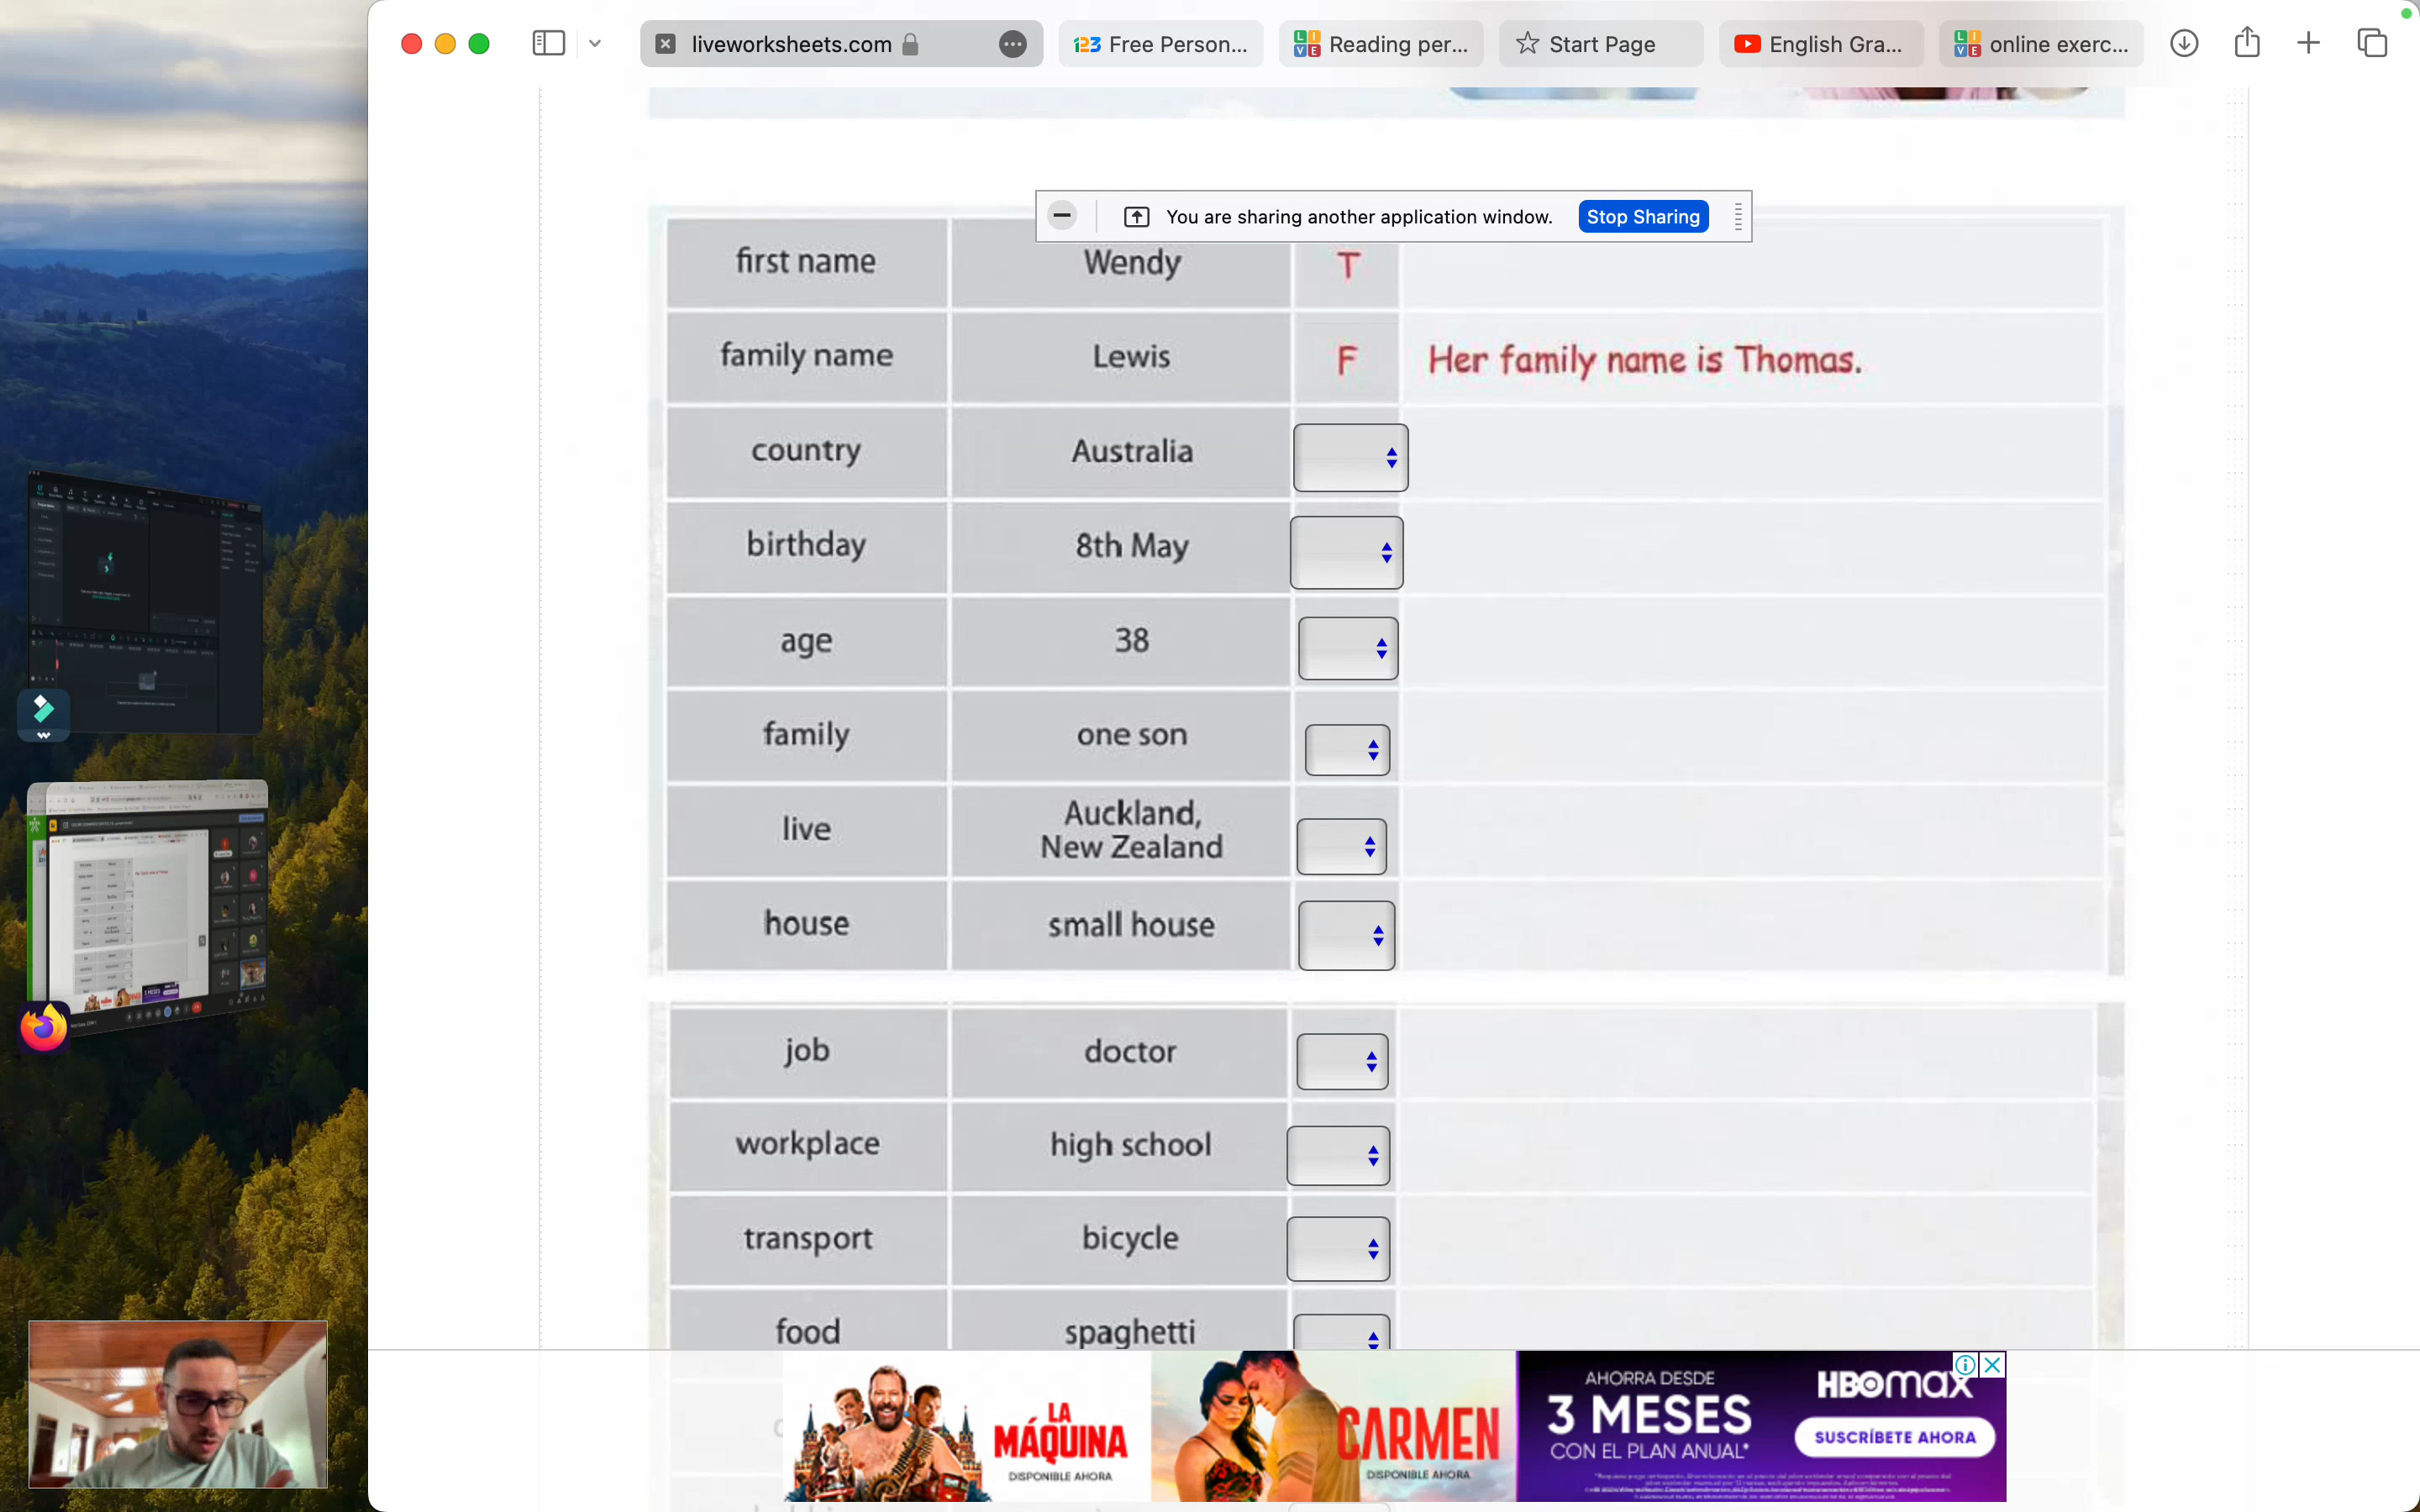 liveworksheets.com
Free Person...
Reading per...
Start Page
English Gra...
online exerc...
You are sharing another application window.
Stop Sharing
first name Wendy T
family name Lewis F Her family name is Thomas.
country Australia
birthday 8th May
age 38
family one son
live Auckland,
New Zealand
house small house
job doctor
workplace high school
transport bicycle
food spaghetti
LA
MÁQUINA
DISPONIBLE AHORA
CARMEN
DISPONIBLE AHORA
AHORRA DESDE
3 MESES
CON EL PLAN ANUAL*
HBOmax
SUSCRÍBETE AHORA